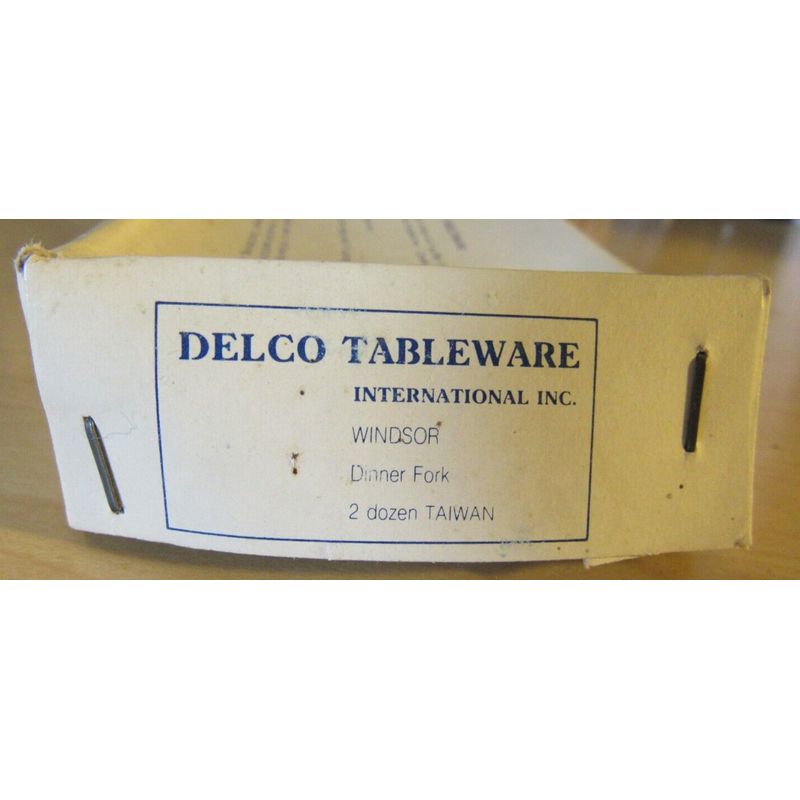 DELCO TABLEWARE
INTERNATIONAL INC.
WINDSOR
Dinner Fork
2 dozen TAIWAN